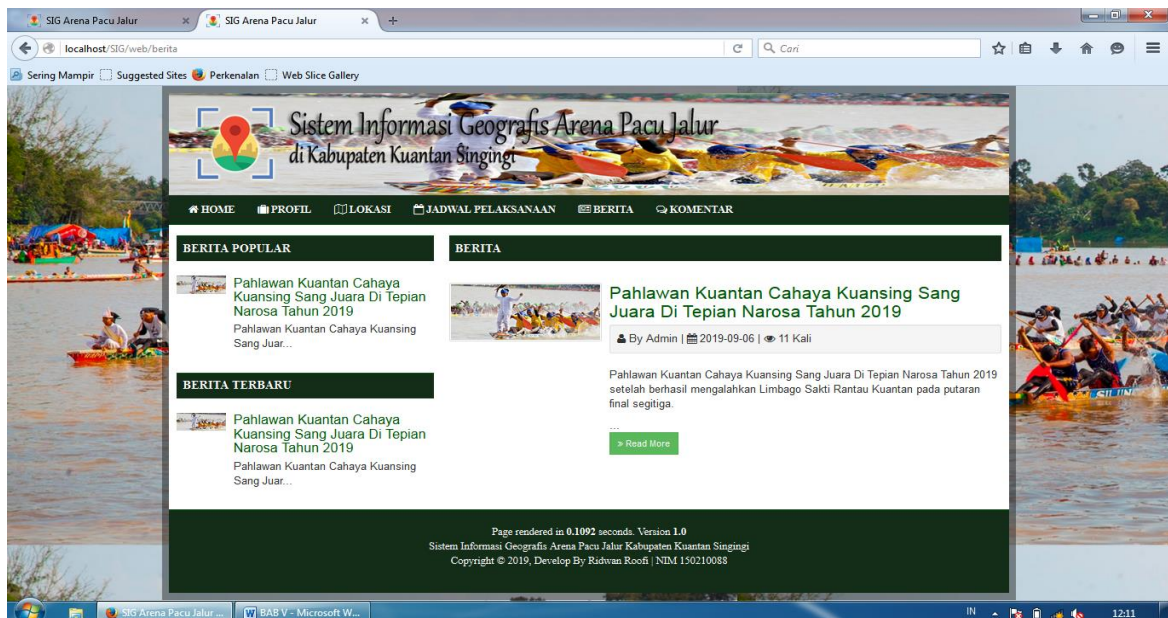 SIG Arena Pacu Jalur
SIG Arena Pacu Jalur
localhost/SIG/web/berita
Cari
Sering Mampir Suggested Sites Perkenalan Web Slice Gallery
Sistem Informasi Geografis Arena Pacu Jalur
di Kabupaten Kuantan Singingi
HOME PROFIL LOKASI JADWAL PELAKSANAAN BERITA KOMENTAR
BERITA POPULAR
Pahlawan Kuantan Cahaya
Kuansing Sang Juara Di Tepian
Narosa Tahun 2019
Pahlawan Kuantan Cahaya Kuansing
Sang Juar...
BERITA TERBARU
Pahlawan Kuantan Cahaya
Kuansing Sang Juara Di Tepian
Narosa Tahun 2019
Pahlawan Kuantan Cahaya Kuansing
Sang Juar...
BERITA
Pahlawan Kuantan Cahaya Kuansing Sang
Juara Di Tepian Narosa Tahun 2019
By Admin | 2019-09-06 | 11 Kali
Pahlawan Kuantan Cahaya Kuansing Sang Juara Di Tepian Narosa Tahun 2019
setelah berhasil mengalahkan Limbago Sakti Rantau Kuantan pada putaran
final segitiga.
...
» Read More
Page rendered in 0.1092 seconds. Version 1.0
Sistem Informasi Geografis Arena Pacu Jalur Kabupaten Kuantan Singingi
Copyright © 2019, Develop By Ridwan Roofi | NIM 150210088
SIG Arena Pacu Jalur ...
BAB V - Microsoft W...
IN
12:11